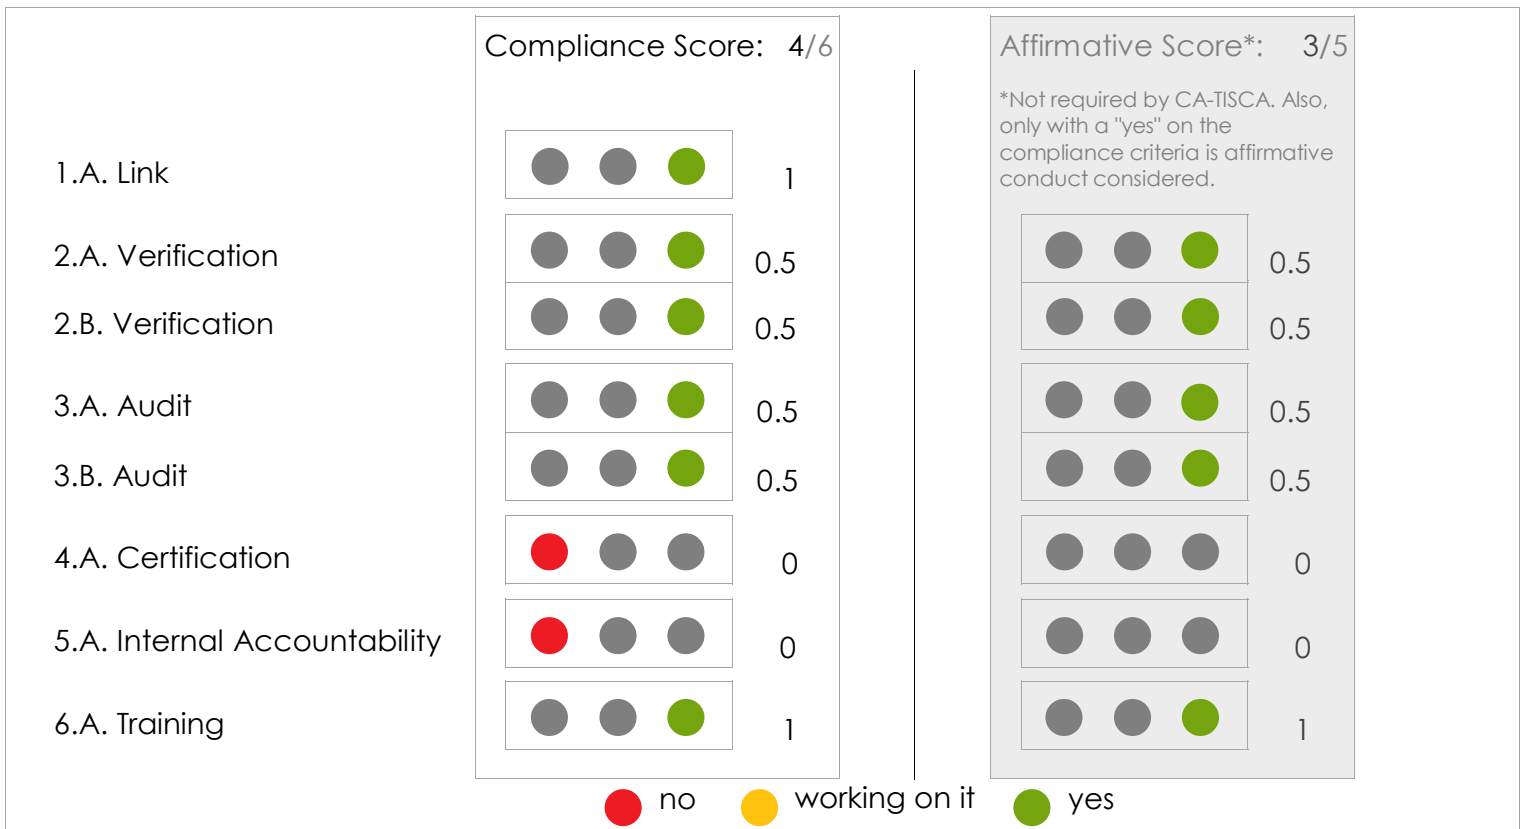 Compliance Score: 4/6
Affirmative Score*: 3/5
*Not required by CA-TISCA. Also,
only with a "yes" on the
compliance criteria is affirmative
conduct considered.
1.A. Link 1
2.A. Verification 0.5 0.5
2.B. Verification 0.5 0.5
3.A. Audit 0.5 0.5
3.B. Audit 0.5 0.5
4.A. Certification 0 0
5.A. Internal Accountability 0 0
6.A. Training 1 1
no working on it yes